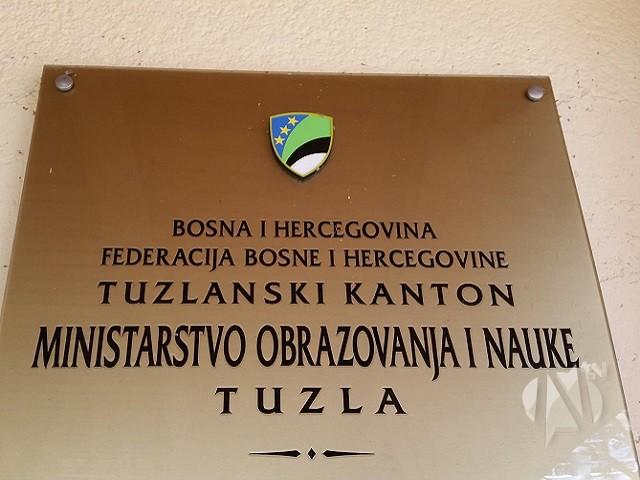 BOSNA I HERCEGOVINA
FEDERACIJA BOSNE I HERCEGOVINE
TUZLANSKI KANTON
MINISTARSTVO OBRAZOVANJA I NAUKE
TUZLA